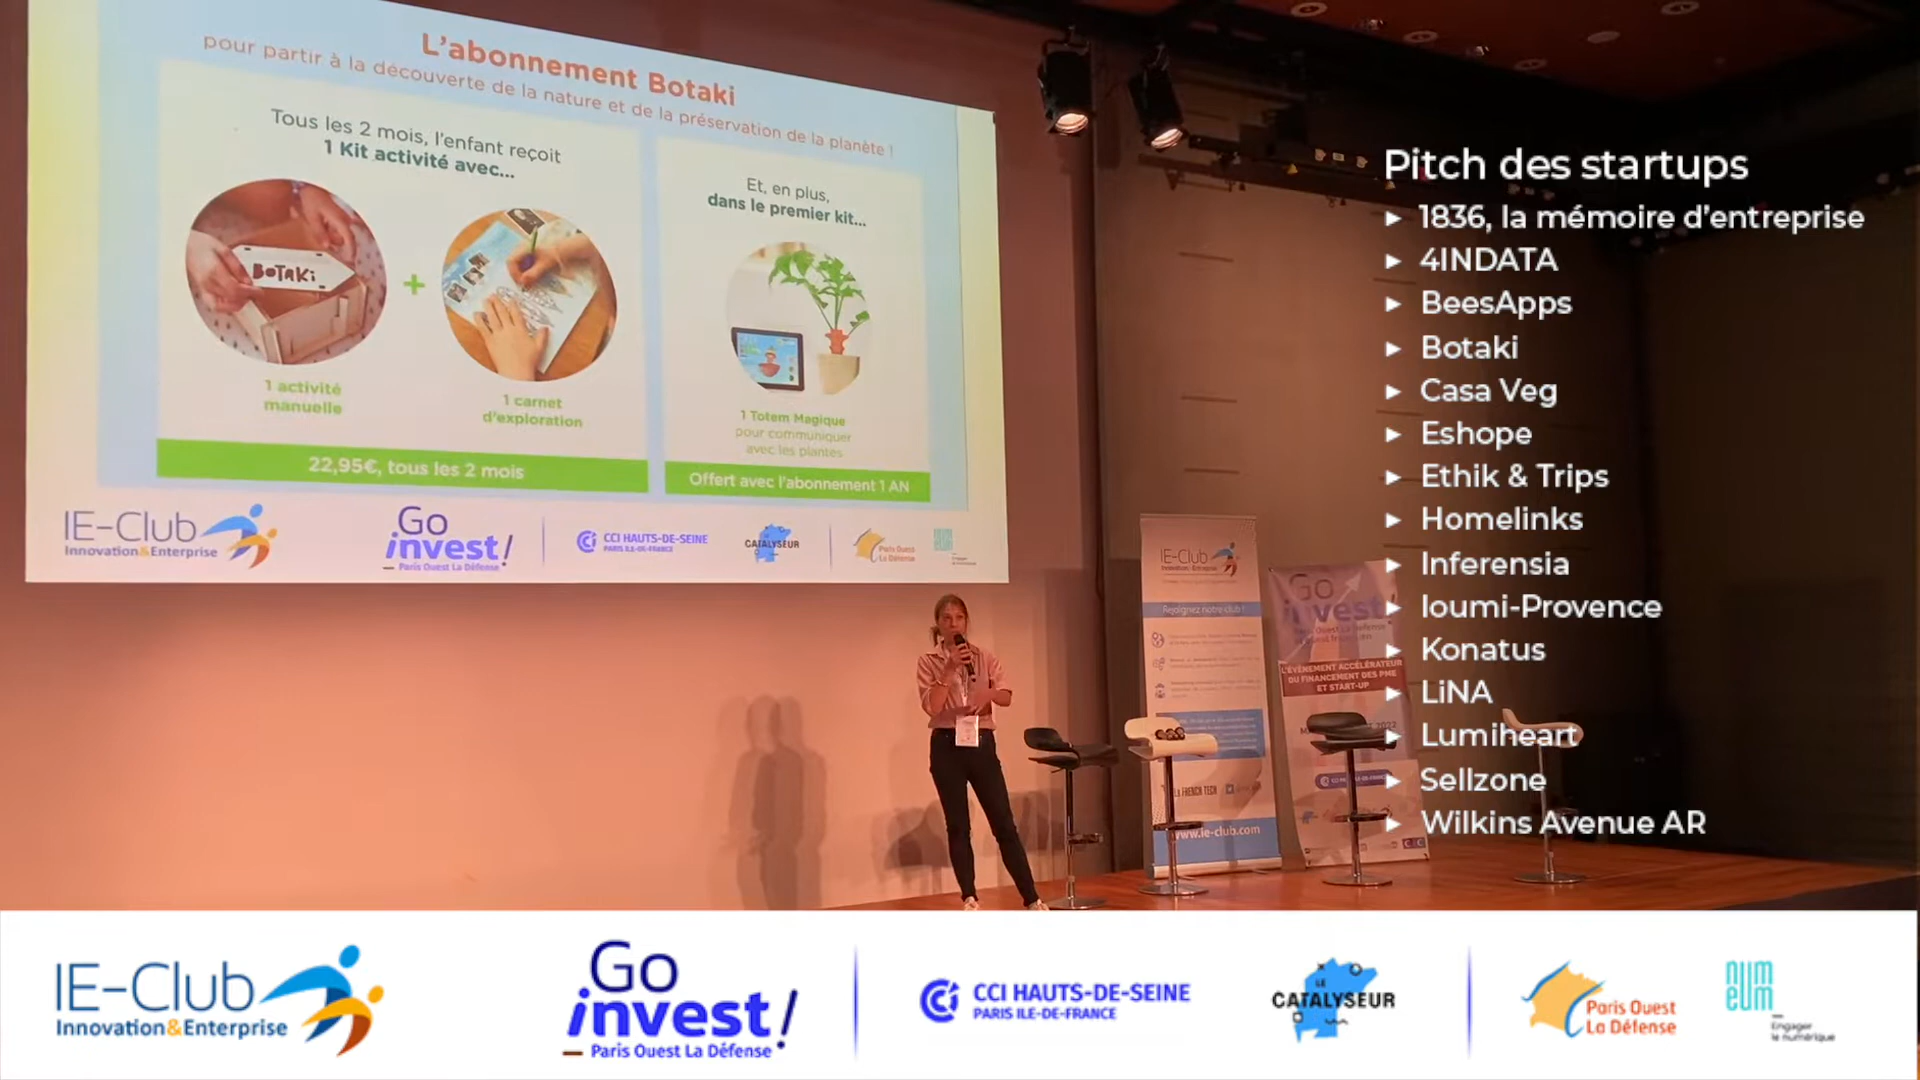 L'abonnement Botaki
pour partir à la découverte de la nature et de la préservation de la planète !
Tous les 2 mois, l'enfant reçoit
1 Kit activité avec...
BOTAKi
+
1 activité
manuelle
1 carnet
d'exploration
22,95€, tous les 2 mois
Et, en plus,
dans le premier kit...
1 Totem Magique
pour communiquer
avec les plantes
Offert avec l'abonnement 1 AN
IE-Club
Innovation&Enterprise
Go
invest!
Paris Ouest La Défense
CCI HAUTS-DE-SEINE
PARIS ILE-DE-FRANCE
CATALYSEUR
Paris Ouest
La Défense
Pitch des startups
1836, la mémoire d'entreprise
4INDATA
BeesApps
Botaki
Casa Veg
Eshope
Ethik & Trips
Homelinks
Inferensia
Ioumi-Provence
Konatus
LiNA
Lumiheart
Sellzone
Wilkins Avenue AR
IE-Club
Innovation&Entreprise
Rejoignez notre club !
LA FRENCH TECH
www.ie-club.com
Go
invest!
L'ÉVÉNEMENT ACCÉLÉRATEUR
DU FINANCEMENT DES PME
ET START-UP
2022
CIC
IE-Club
Innovation&Enterprise
Go
invest!
Paris Ouest La Défense
CCI HAUTS-DE-SEINE
PARIS ILE-DE-FRANCE
LE
CATALYSEUR
Paris Ouest
La Défense
num
eum
Engager
le numérique